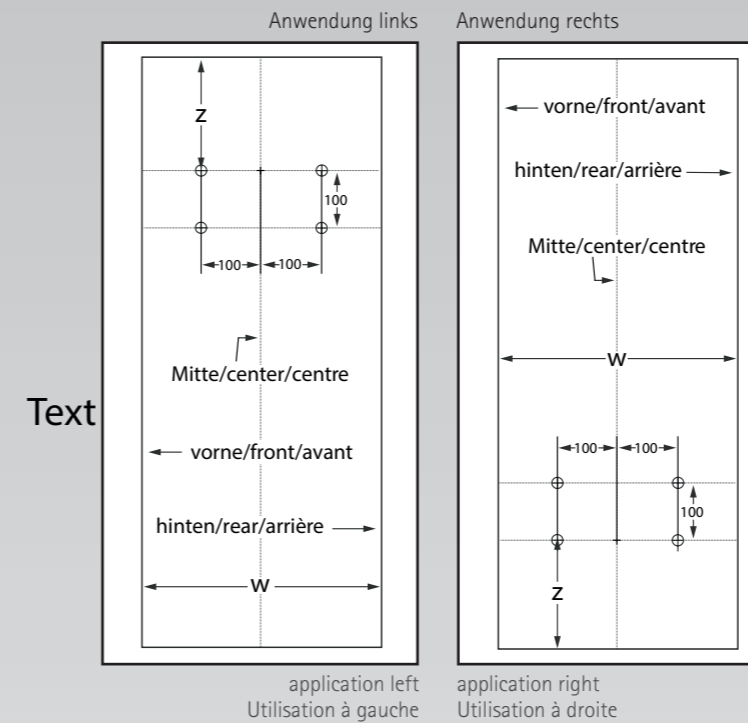 Anwendung links
Z
100
100 100
Mitte/center/centre
Text
vorne/front/avant
hinten/rear/arrière
W
application left
Utilisation à gauche
Anwendung rechts
vorne/front/avant
hinten/rear/arrière
Mitte/center/centre
W
100 100
100
Z
application right
Utilisation à droite